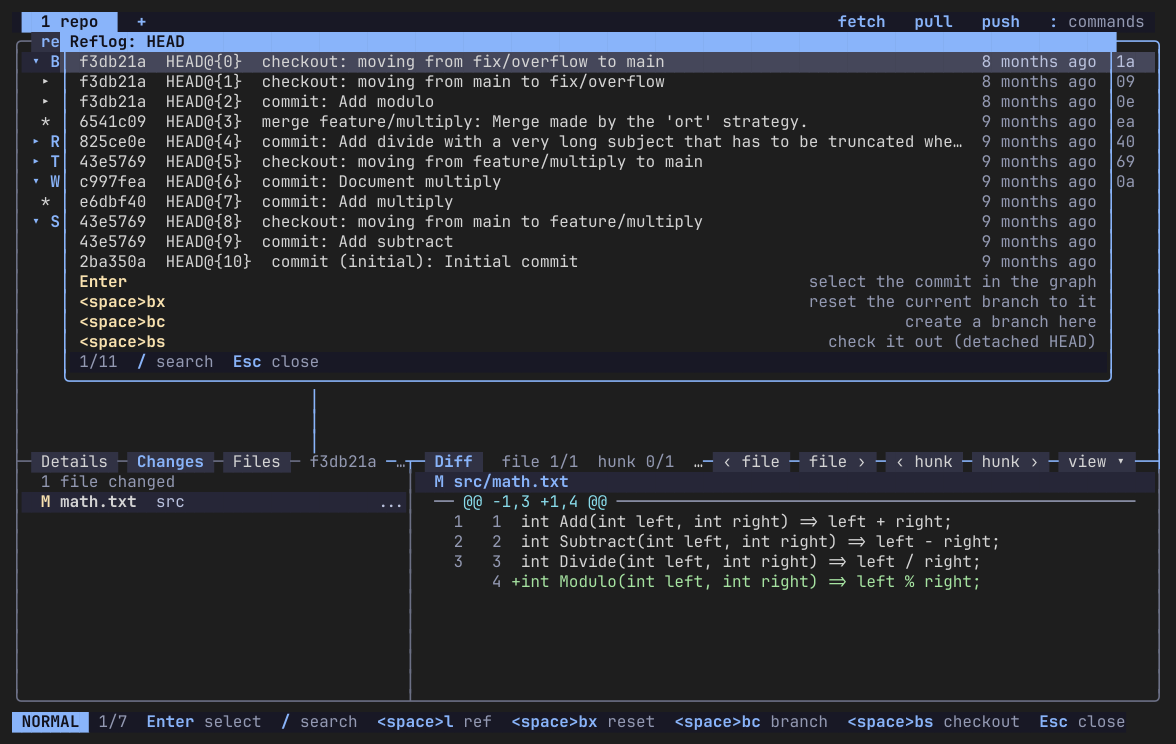 1 repo   +   fetch   pull   push   : commands
re Reflog: HEAD
▾ B f3db21a HEAD@{0} checkout: moving from fix/overflow to main 8 months ago 1a
▸ f3db21a HEAD@{1} checkout: moving from main to fix/overflow 8 months ago 09
▸ f3db21a HEAD@{2} commit: Add modulo 8 months ago 0e
* 6541c09 HEAD@{3} merge feature/multiply: Merge made by the 'ort' strategy. 9 months ago ea
▸ R 825ce0e HEAD@{4} commit: Add divide with a very long subject that has to be truncated whe… 9 months ago 40
▸ T 43e5769 HEAD@{5} checkout: moving from feature/multiply to main 9 months ago 69
▾ W c997fea HEAD@{6} commit: Document multiply 9 months ago 0a
* e6dbf40 HEAD@{7} commit: Add multiply 9 months ago
▾ S 43e5769 HEAD@{8} checkout: moving from main to feature/multiply 9 months ago
43e5769 HEAD@{9} commit: Add subtract 9 months ago
2ba350a HEAD@{10} commit (initial): Initial commit 9 months ago
Enter select the commit in the graph
<space>bx reset the current branch to it
<space>bc create a branch here
<space>bs check it out (detached HEAD)
1/11 / search Esc close
Details Changes Files f3db21a …
1 file changed
M math.txt src ...
Diff file 1/1 hunk 0/1 … ‹ file file › ‹ hunk hunk › view ▾
M src/math.txt
@@ -1,3 +1,4 @@
1 1 int Add(int left, int right) => left + right;
2 2 int Subtract(int left, int right) => left - right;
3 3 int Divide(int left, int right) => left / right;
4 +int Modulo(int left, int right) => left % right;
NORMAL 1/7 Enter select / search <space>l ref <space>bx reset <space>bc branch <space>bs checkout Esc close